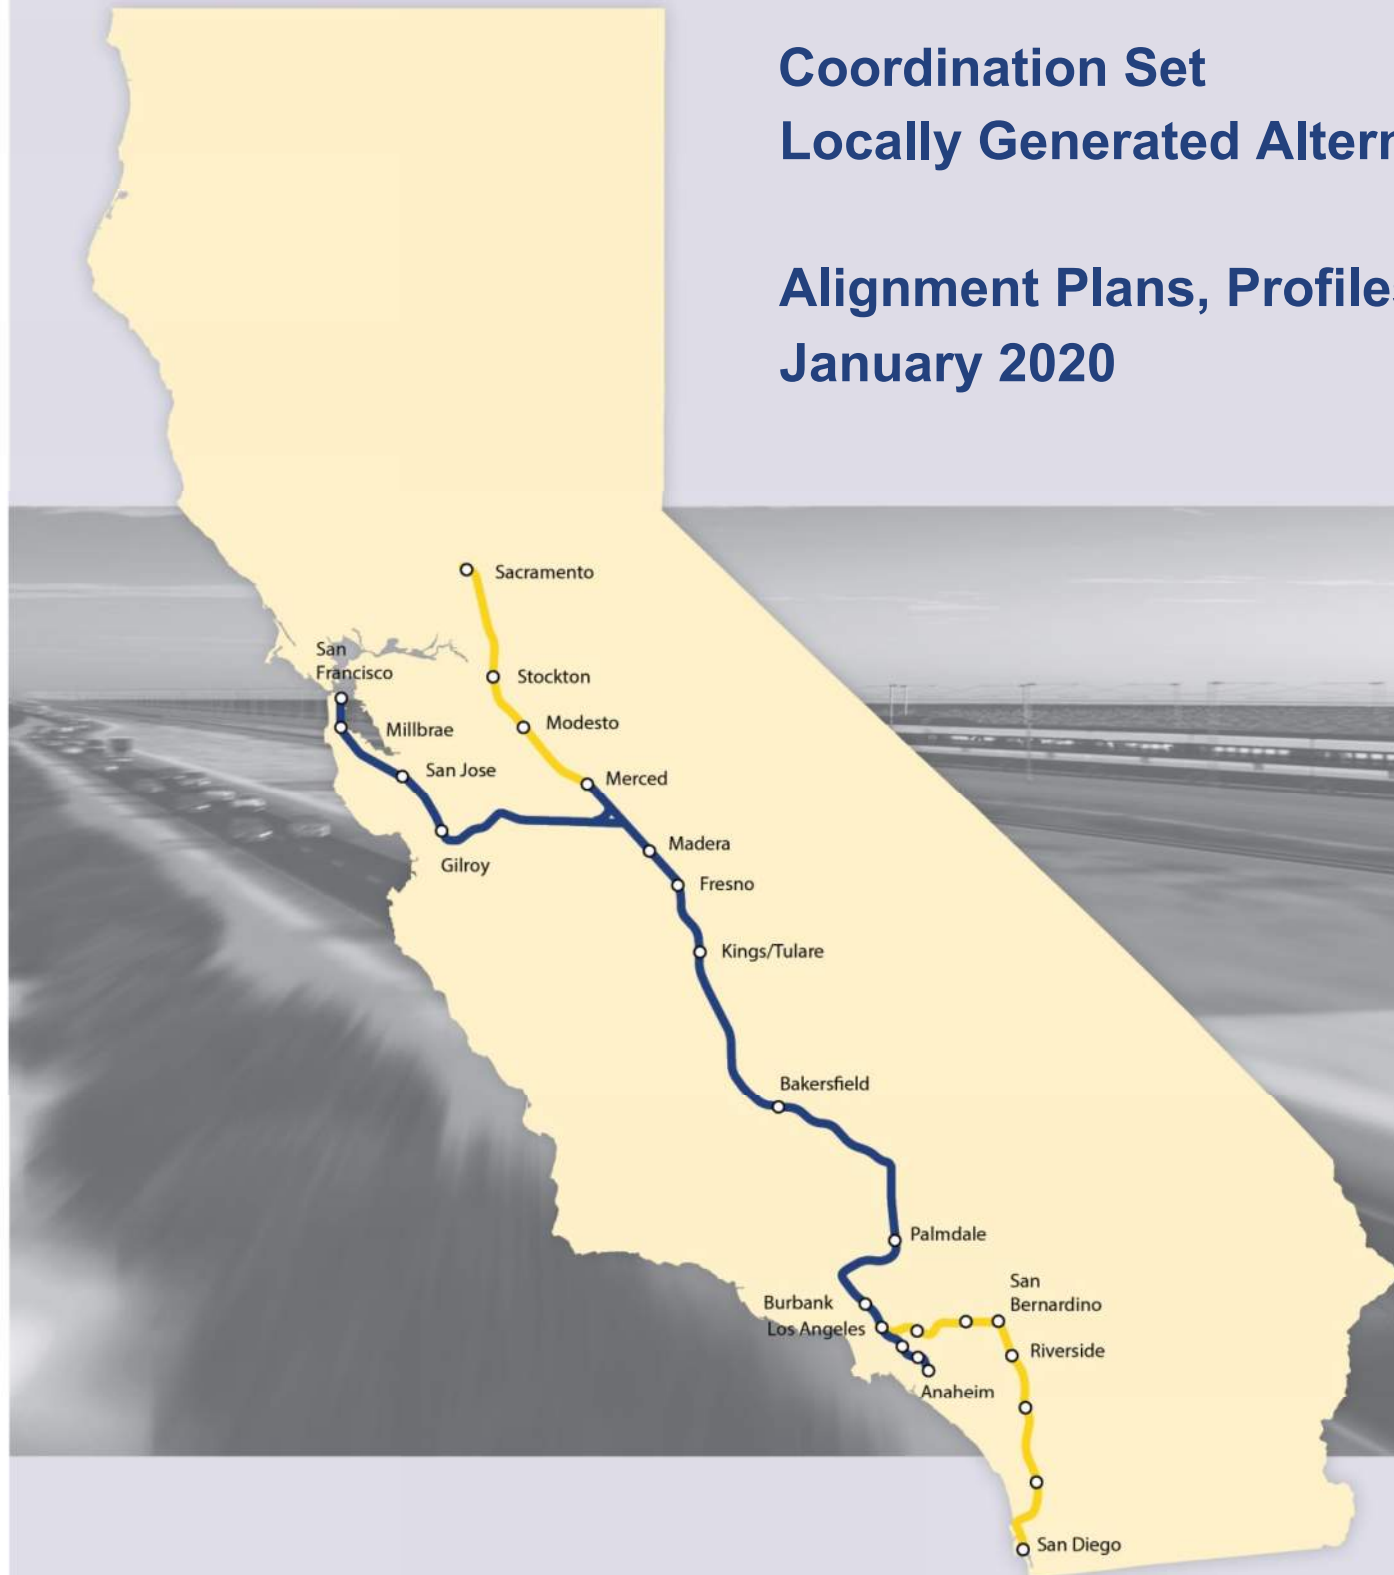 Coordination Set
Locally Generated Altern
Alignment Plans, Profiles
January 2020
Sacramento
San
Francisco
Stockton
Modesto
Millbrae
San Jose
Merced
Madera
Gilroy
Fresno
Kings/Tulare
Bakersfield
Palmdale
San
Bernardino
Burbank
Los Angeles
Riverside
Anaheim
San Diego